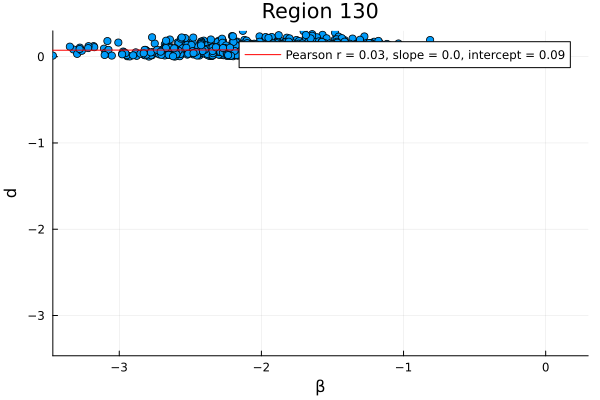 Region 130
Pearson r = 0.03, slope = 0.0, intercept = 0.09
0
−1
−2
−3
d
−3 −2 −1 0
β